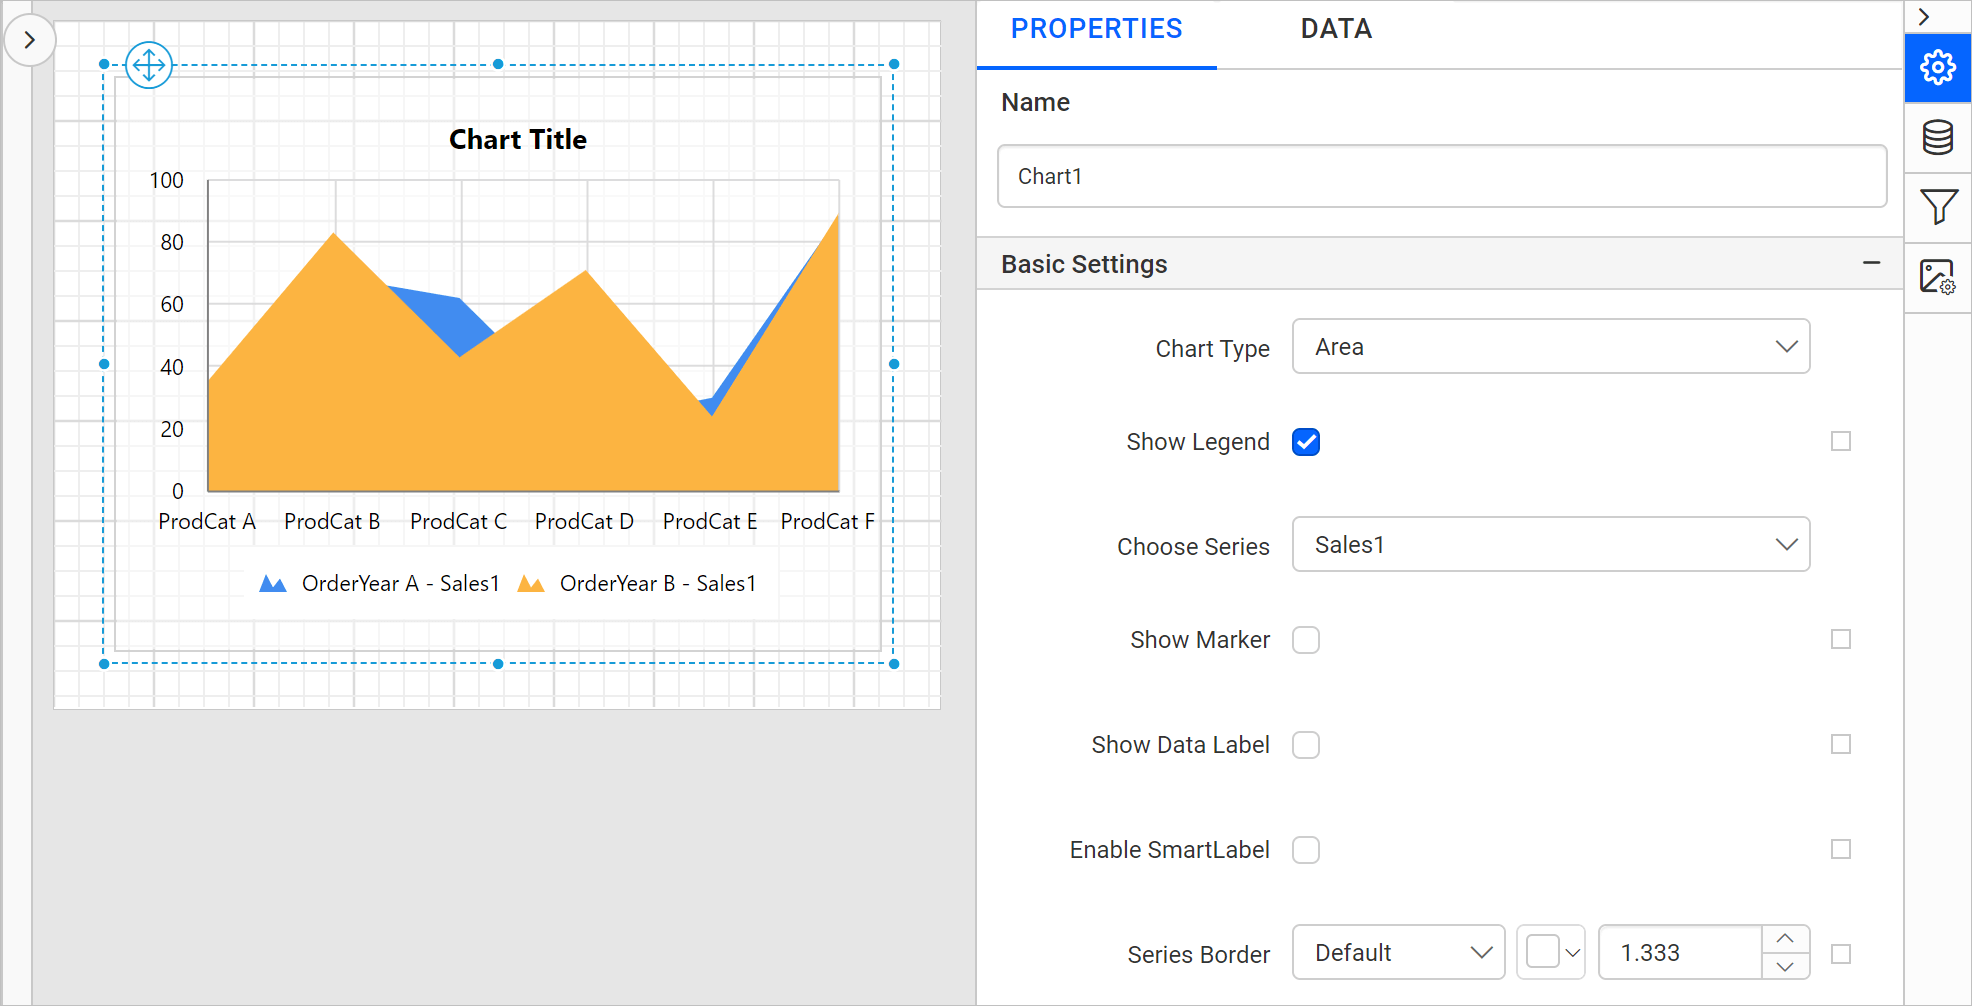 PROPERTIES DATA
Name
Chart1
Basic Settings
Chart Type Area
Show Legend
Choose Series Sales1
Show Marker
Show Data Label
Enable SmartLabel
Series Border Default 1.333
Chart Title
100
80
60
40
20
0
ProdCat A ProdCat B ProdCat C ProdCat D ProdCat E ProdCat F
OrderYear A - Sales1 OrderYear B - Sales1